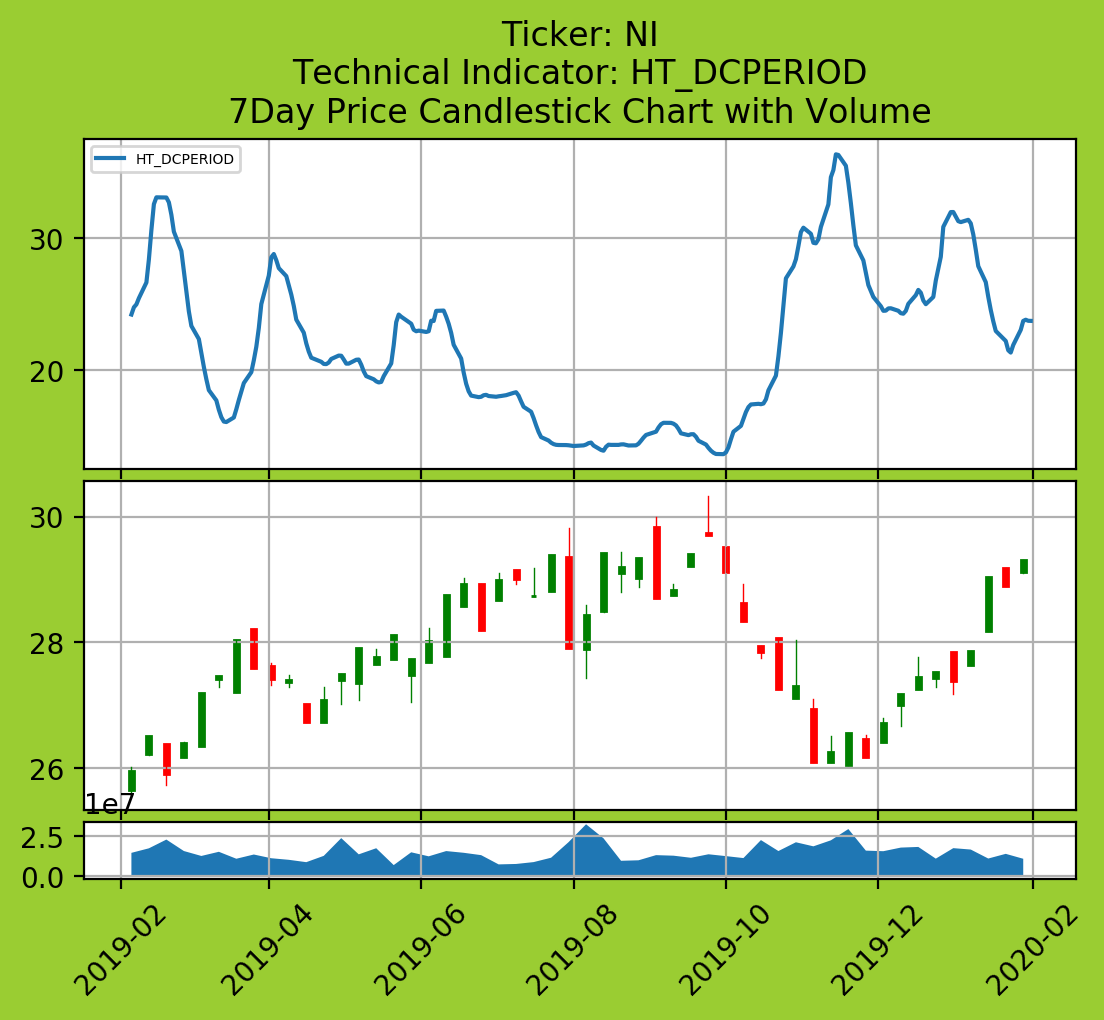 Ticker: NI
Technical Indicator: HT_DCPERIOD
7Day Price Candlestick Chart with Volume
HT_DCPERIOD
30
20
30
28
26
1e7
2.5
0.0
2019-02
2019-04
2019-06
2019-08
2019-10
2019-12
2020-02